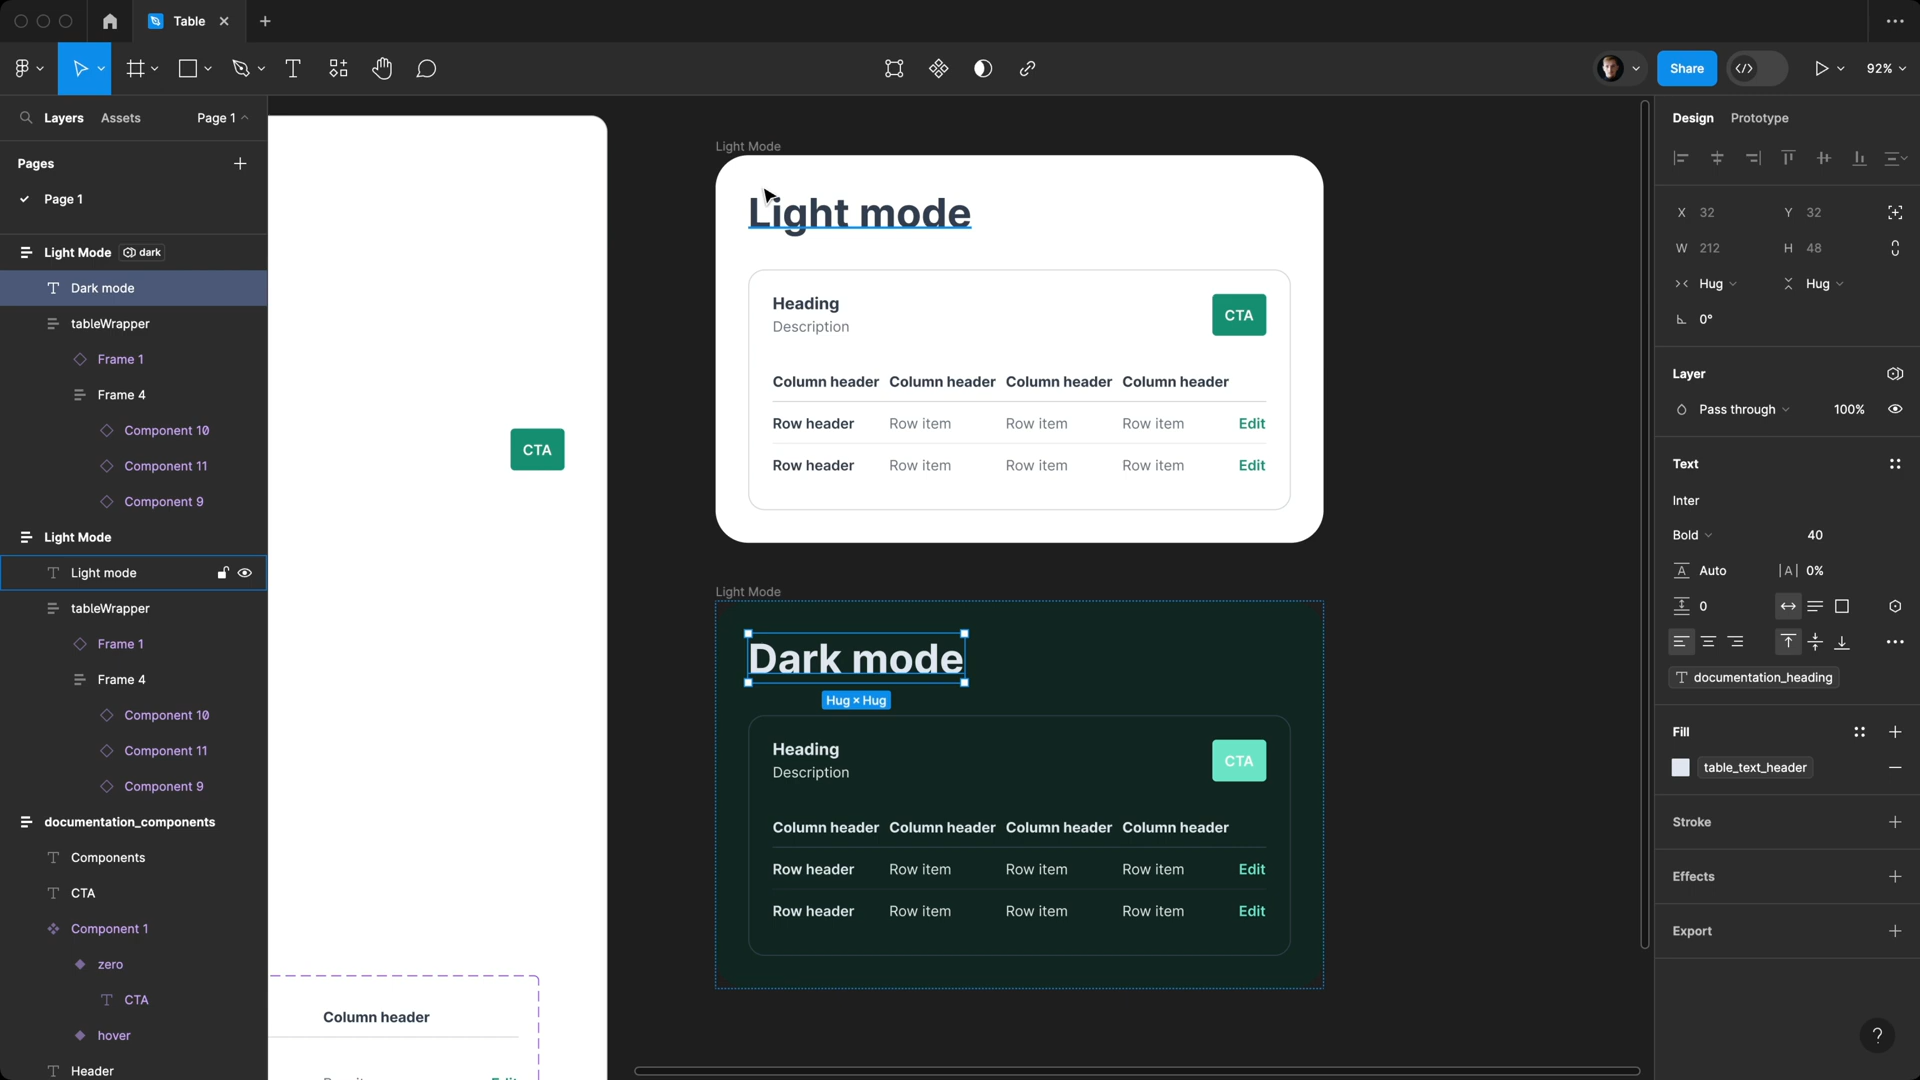 Table
Share
92%
Layers
Assets
Page 1
Pages
Page 1
Light Mode
dark
Dark mode
tableWrapper
Frame 1
Frame 4
Component 10
Component 11
Component 9
Light Mode
Light mode
tableWrapper
Frame 1
Frame 4
Component 10
Component 11
Component 9
documentation_components
Components
CTA
Component 1
zero
CTA
hover
Header
CTA
Column header
Light Mode
Light mode
Heading
Description
CTA
Column header Column header Column header Column header
Row header Row item Row item Row item Edit
Row header Row item Row item Row item Edit
Light Mode
Dark mode
Hug × Hug
Heading
Description
CTA
Column header Column header Column header Column header
Row header Row item Row item Row item Edit
Row header Row item Row item Row item Edit
Design
Prototype
X 32 Y 32
W 212 H 48
Hug Hug
0°
Layer
Pass through 100%
Text
Inter
Bold 40
Auto 0%
0
documentation_heading
Fill
table_text_header
Stroke
Effects
Export
?